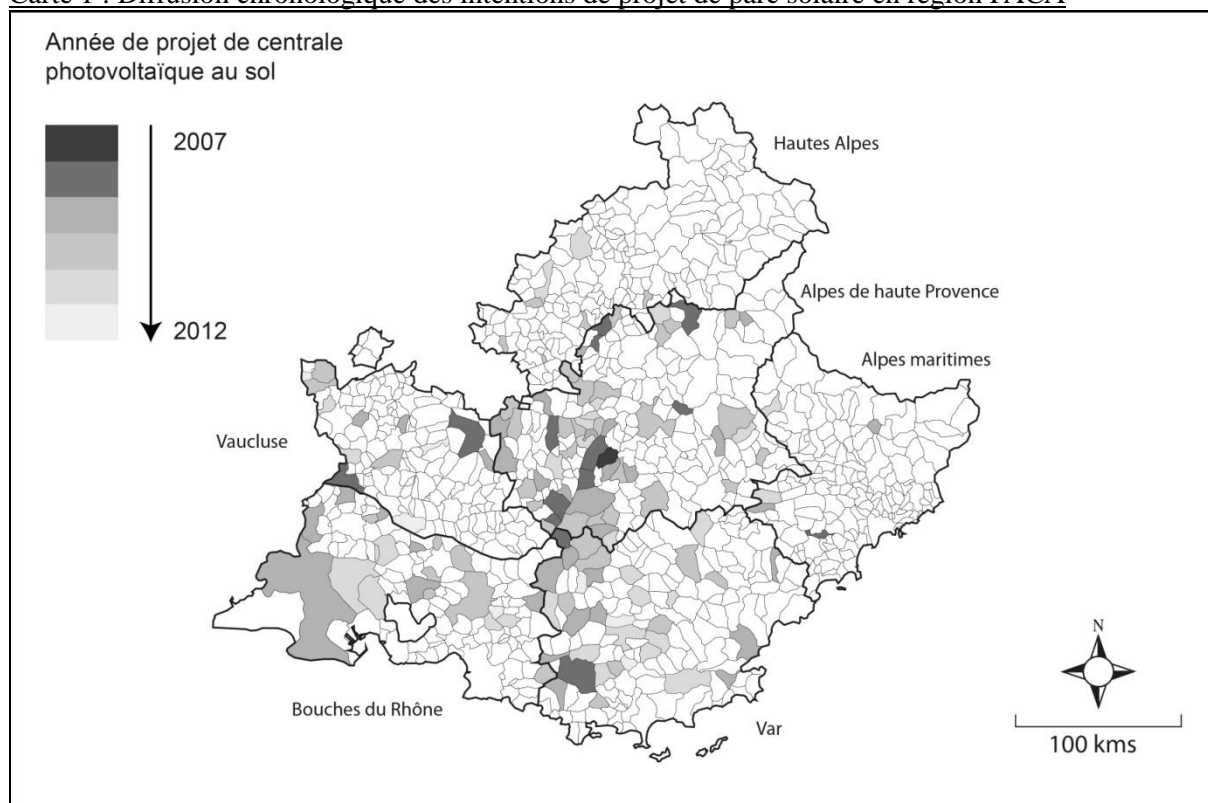 Carte 1 : Diffusion chronologique des intentions de projet de parc solaire en région PACA
Année de projet de centrale
photovoltaïque au sol
2007
2012
Hautes Alpes
Alpes de haute Provence
Alpes maritimes
Vaucluse
Bouches du Rhône
Var
N
100 kms